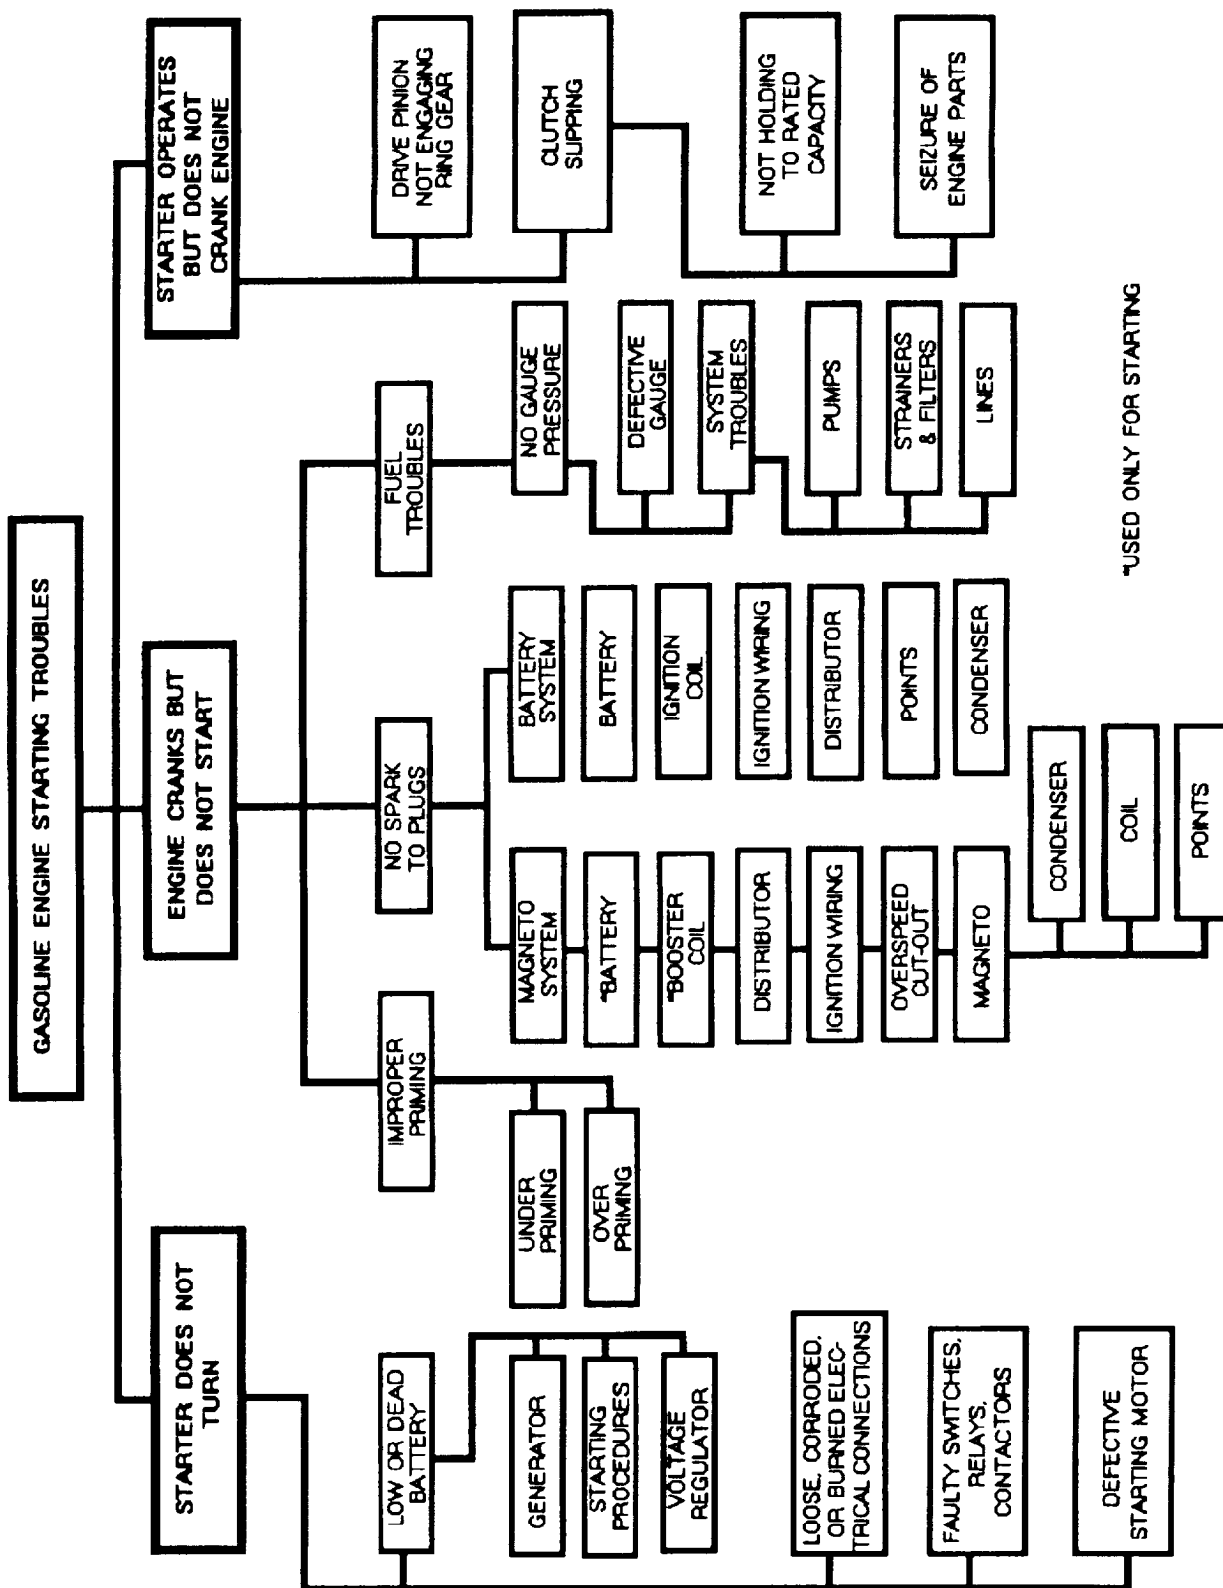 GASOLINE ENGINE STARTING TROUBLES
STARTER DOES NOT
TURN
LOW OR DEAD
BATTERY
GENERATOR
STARTING
PROCEDURES
VOLTAGE
REGULATOR
LOOSE, CORRODED,
OR BURNED ELEC-
TRICAL CONNECTIONS
FAULTY SWITCHES,
RELAYS,
CONTACTORS
DEFECTIVE
STARTING MOTOR
ENGINE CRANKS BUT
DOES NOT START
IMPROPER
PRIMING
UNDER
PRIMING
OVER
PRIMING
NO SPARK
TO PLUGS
MAGNETO
SYSTEM
*BATTERY
*BOOSTER
COIL
DISTRIBUTOR
IGNITION WIRING
OVERSPEED
CUT-OUT
MAGNETO
CONDENSER
COIL
POINTS
BATTERY
SYSTEM
BATTERY
IGNITION
COIL
IGNITION WIRING
DISTRIBUTOR
POINTS
CONDENSER
FUEL
TROUBLES
NO GAUGE
PRESSURE
DEFECTIVE
GAUGE
SYSTEM
TROUBLES
PUMPS
STRAINERS
& FILTERS
LINES
STARTER OPERATES
BUT DOES NOT
CRANK ENGINE
DRIVE PINION
NOT ENGAGING
RING GEAR
CLUTCH
SLIPPING
NOT HOLDING
TO RATED
CAPACITY
SEIZURE OF
ENGINE PARTS
*USED ONLY FOR STARTING